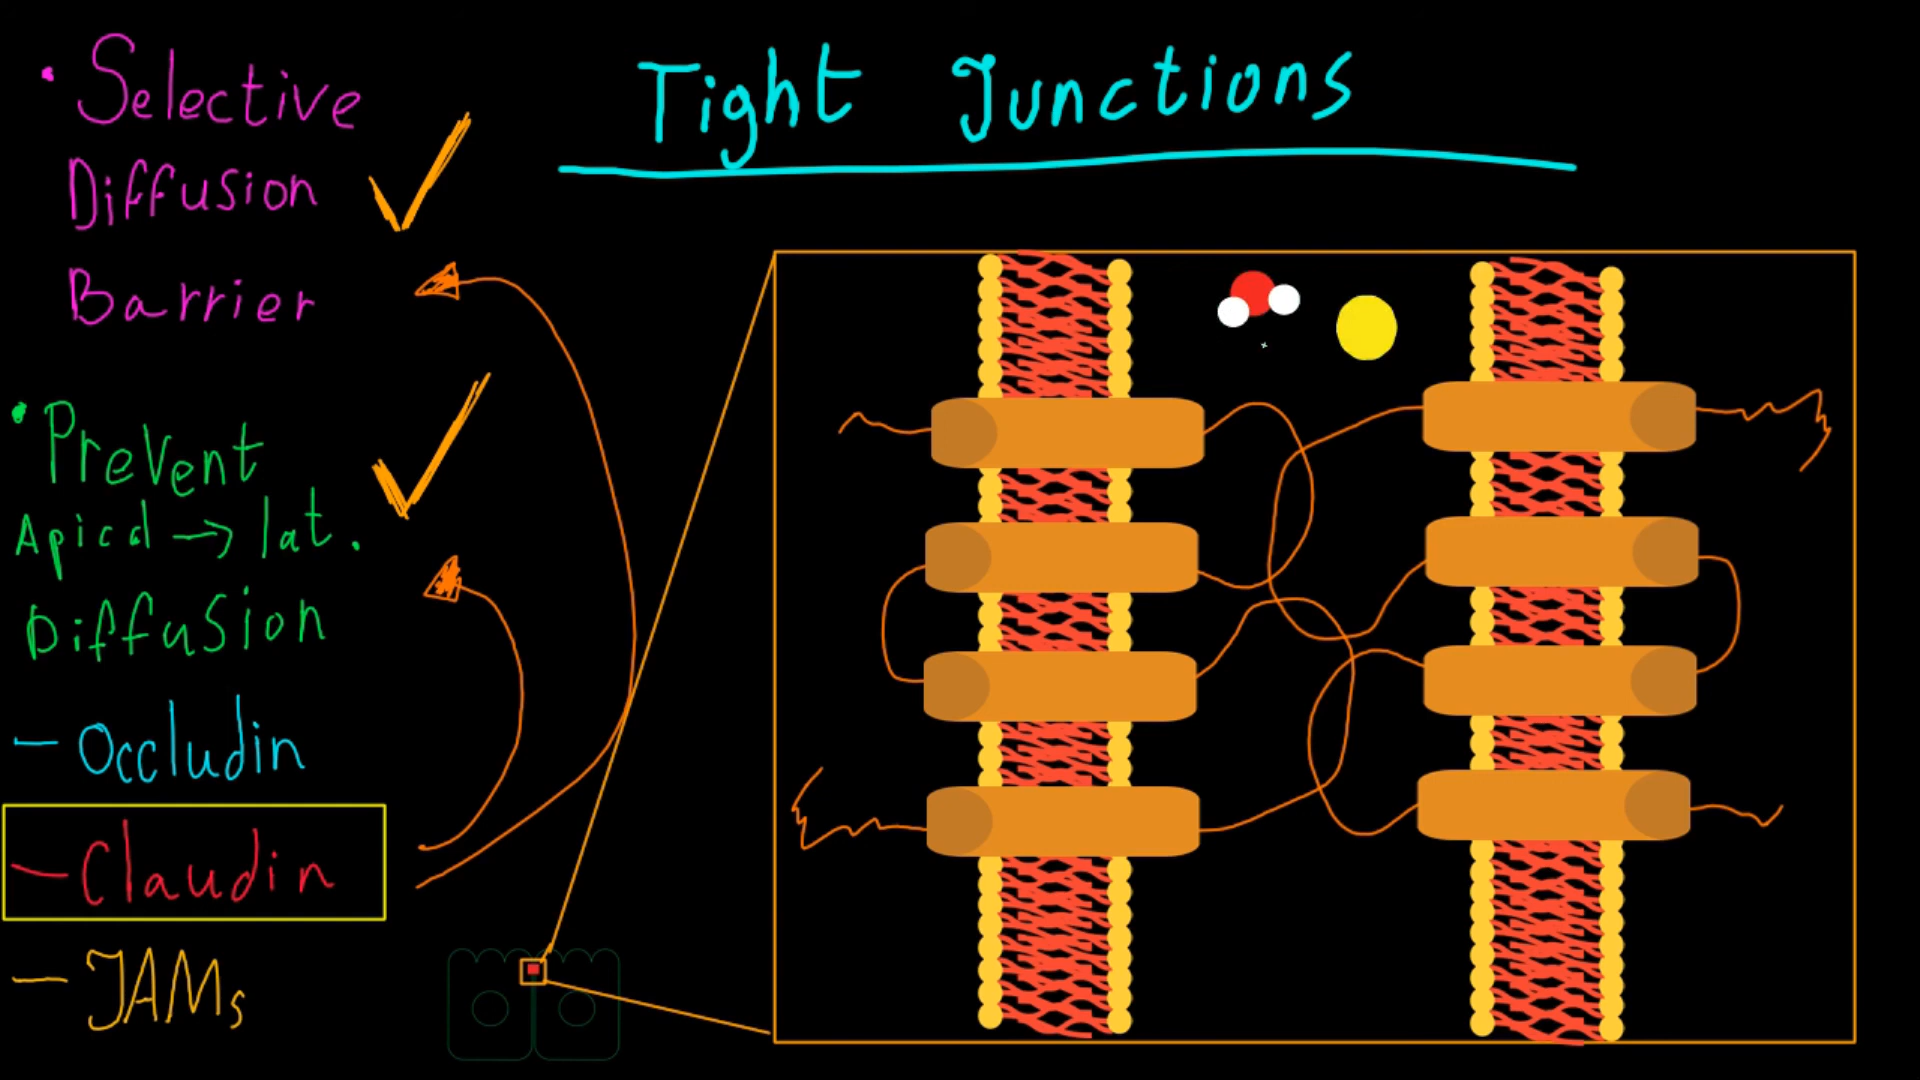 Tight Junctions
• Selective
Diffusion
Barrier
• Prevent
Apical → lat.
Diffusion
- Occludin
- Claudin
- JAMs